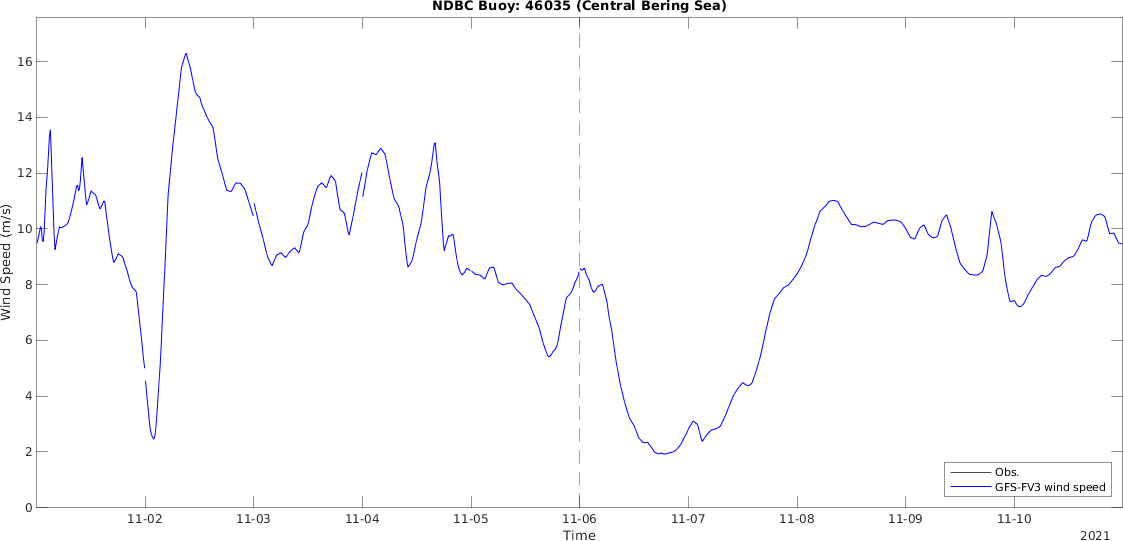 NDBC Buoy: 46035 (Central Bering Sea)
Wind Speed (m/s)
16
14
12
10
8
6
4
2
0
Obs.
GFS-FV3 wind speed
11-02 11-03 11-04 11-05 11-06 11-07 11-08 11-09 11-10
Time
2021